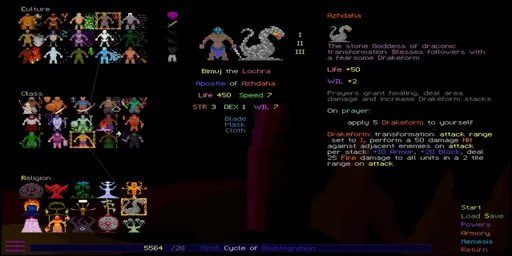 Culture
Class
Religion
I
II
III
Bimuj the Lochra
Apostle of Azhdaha
Life 450 Speed 7
STR 3 DEX 1 WIL 7
Blade
Mask
Cloth
Azhdaha
The stone Goddess of draconic
transformation. Blesses followers with
a fearsome Drakeform
Life +50
WIL +2
Prayers grant healing, deal area
damage and increase Drakeform stacks
On prayer:
apply 5 Drakeform to yourself
Drakeform: transformation: attack range
set to 1, perform a 50 damage Hit
against adjacent enemies on attack
per stack: +10 Armor, +20 Block, deal
25 Fire damage to all units in a 2 tile
range on attack
Start
Load Save
Powers
Armory
Nemesis
Return
5564 /20 Ninth Cycle of Disintegration